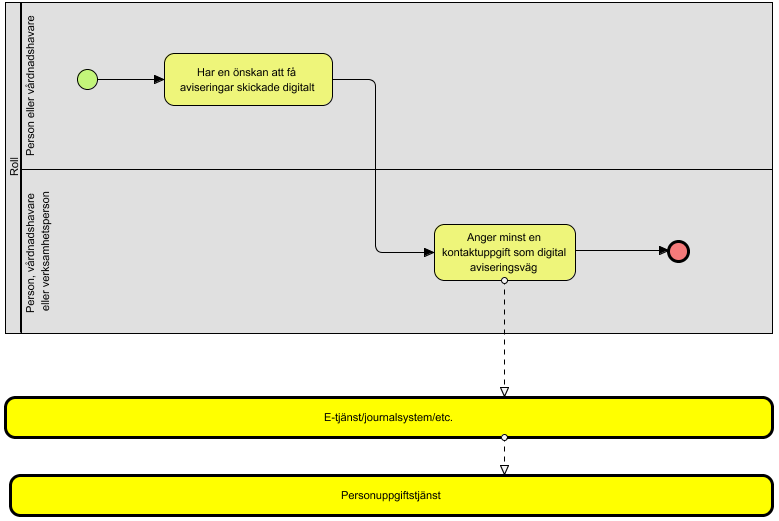 Roll
Person eller vårdnadshavare
Har en önskan att få
aviseringar skickade digitalt
Person, vårdnadshavare
eller verksamhetsperson
Anger minst en
kontaktuppgift som digital
aviseringsväg
E-tjänst/journalsystem/etc.
Personuppgiftstjänst